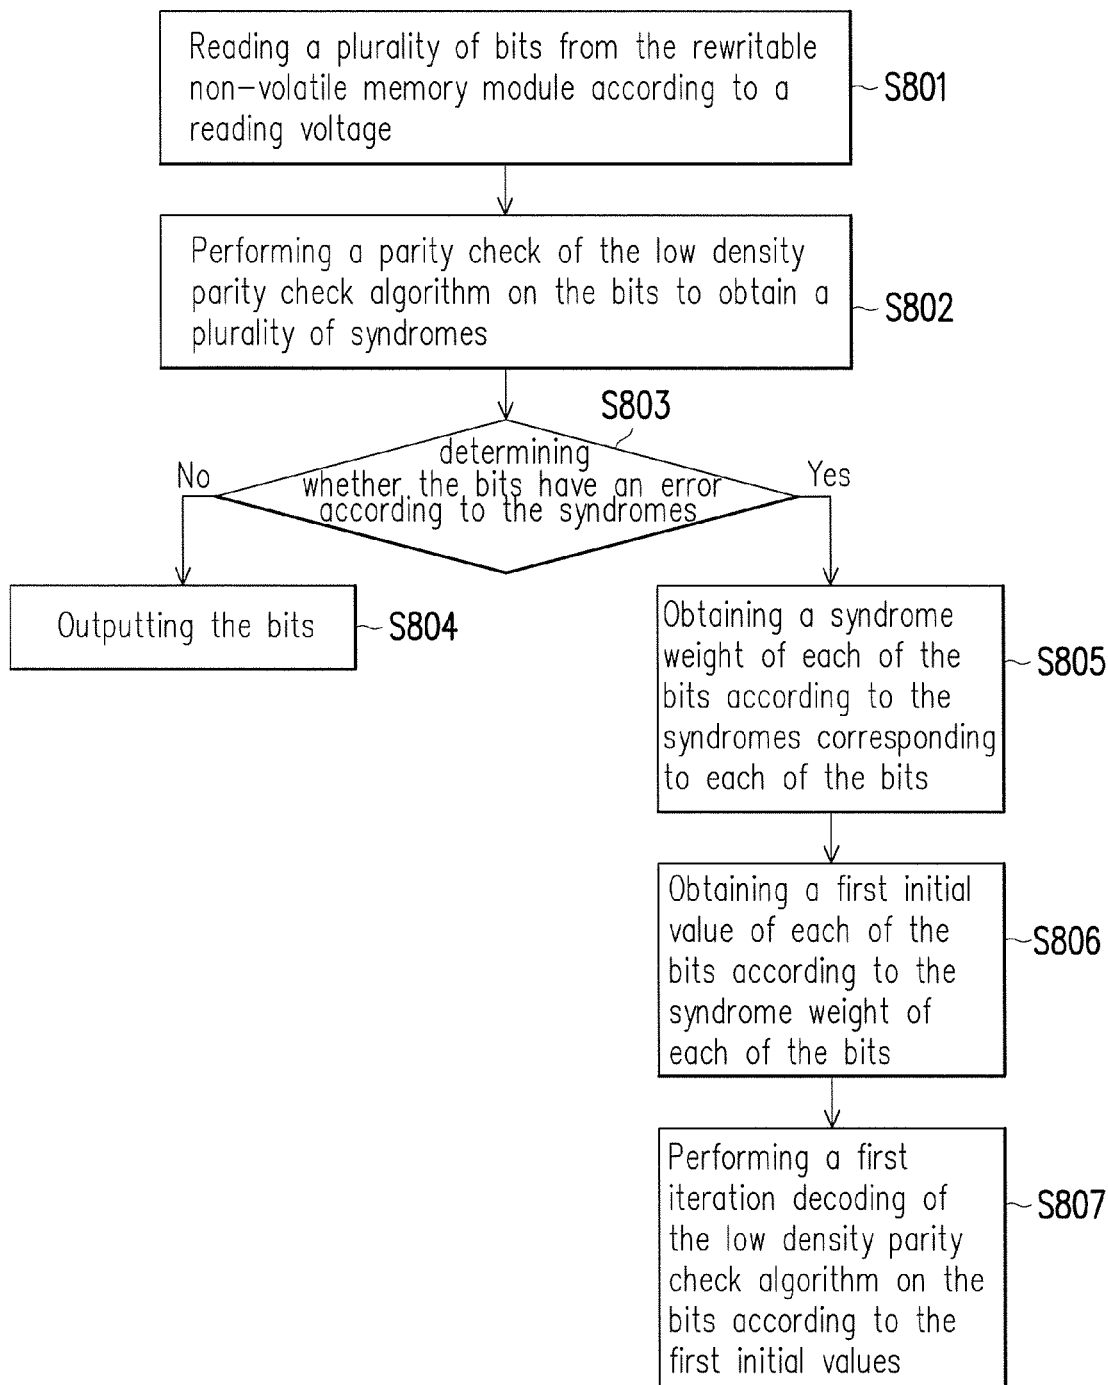 Reading a plurality of bits from the rewritable
non-volatile memory module according to a
reading voltage
S801
Performing a parity check of the low density
parity check algorithm on the bits to obtain a
plurality of syndromes
S802
S803
determining
whether the bits have an error
according to the syndromes
No
Yes
Outputting the bits
S804
Obtaining a syndrome
weight of each of the
bits according to the
syndromes corresponding
to each of the bits
S805
Obtaining a first initial
value of each of the
bits according to the
syndrome weight of
each of the bits
S806
Performing a first
iteration decoding of
the low density parity
check algorithm on the
bits according to the
first initial values
S807